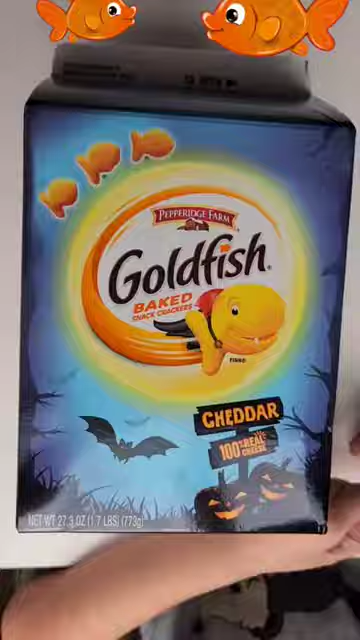 PEPPERIDGE FARM
Goldfish
BAKED
SNACK CRACKERS
FINN®
CHEDDAR
100% REAL
CHEESE
NET WT 27.3 OZ (1.7 LBS) (773g)